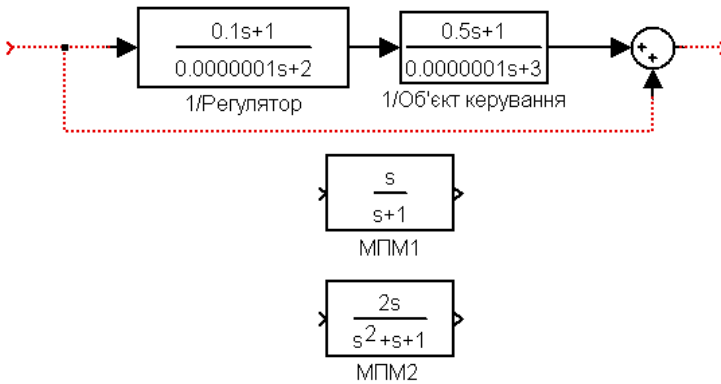 0.1s+1
0.0000001s+2
1/Регулятор
0.5s+1
0.0000001s+3
1/Об'єкт керування
+
+
s
s+1
МПМ1
2s
s²+s+1
МПМ2